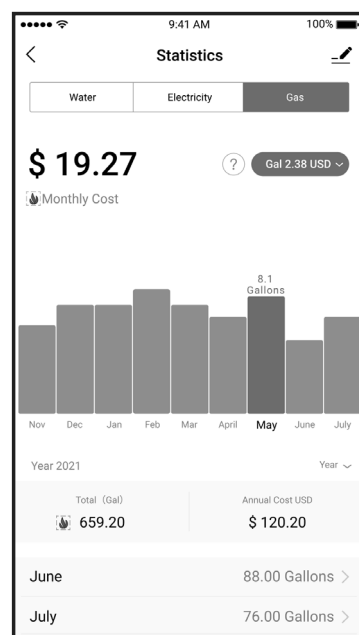 9:41 AM 100%
Statistics
Water Electricity Gas
$ 19.27 ? Gal 2.38 USD
Monthly Cost
8.1
Gallons
Nov Dec Jan Feb Mar April May June July
Year 2021 Year
Total (Gal) Annual Cost USD
659.20 $ 120.20
June 88.00 Gallons
July 76.00 Gallons